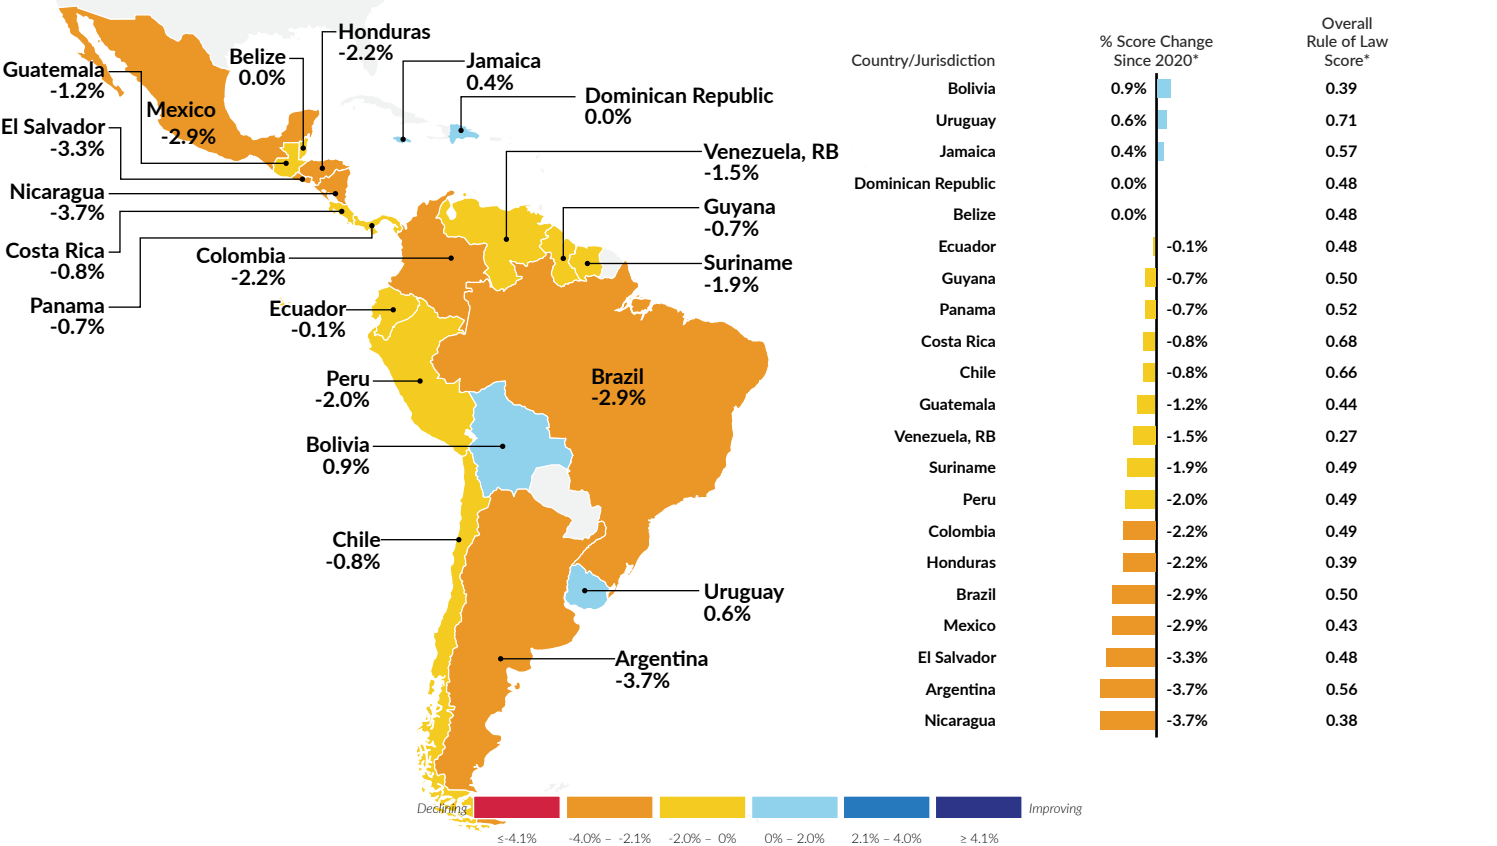 Honduras
-2.2%
Belize
0.0%
Jamaica
0.4%
Guatemala
-1.2%
Dominican Republic
0.0%
Mexico
-2.9%
El Salvador
-3.3%
Venezuela, RB
-1.5%
Nicaragua
-3.7%
Guyana
-0.7%
Costa Rica
-0.8%
Colombia
-2.2%
Suriname
-1.9%
Panama
-0.7%
Ecuador
-0.1%
Peru
-2.0%
Brazil
-2.9%
Bolivia
0.9%
Chile
-0.8%
Uruguay
0.6%
Argentina
-3.7%
Declining
Improving
≤-4.1%
-4.0% – -2.1%
-2.0% – 0%
0% – 2.0%
2.1% – 4.0%
≥ 4.1%
Country/Jurisdiction
% Score Change
Since 2020*
Overall
Rule of Law
Score*
Bolivia 0.9% 0.39
Uruguay 0.6% 0.71
Jamaica 0.4% 0.57
Dominican Republic 0.0% 0.48
Belize 0.0% 0.48
Ecuador -0.1% 0.48
Guyana -0.7% 0.50
Panama -0.7% 0.52
Costa Rica -0.8% 0.68
Chile -0.8% 0.66
Guatemala -1.2% 0.44
Venezuela, RB -1.5% 0.27
Suriname -1.9% 0.49
Peru -2.0% 0.49
Colombia -2.2% 0.49
Honduras -2.2% 0.39
Brazil -2.9% 0.50
Mexico -2.9% 0.43
El Salvador -3.3% 0.48
Argentina -3.7% 0.56
Nicaragua -3.7% 0.38